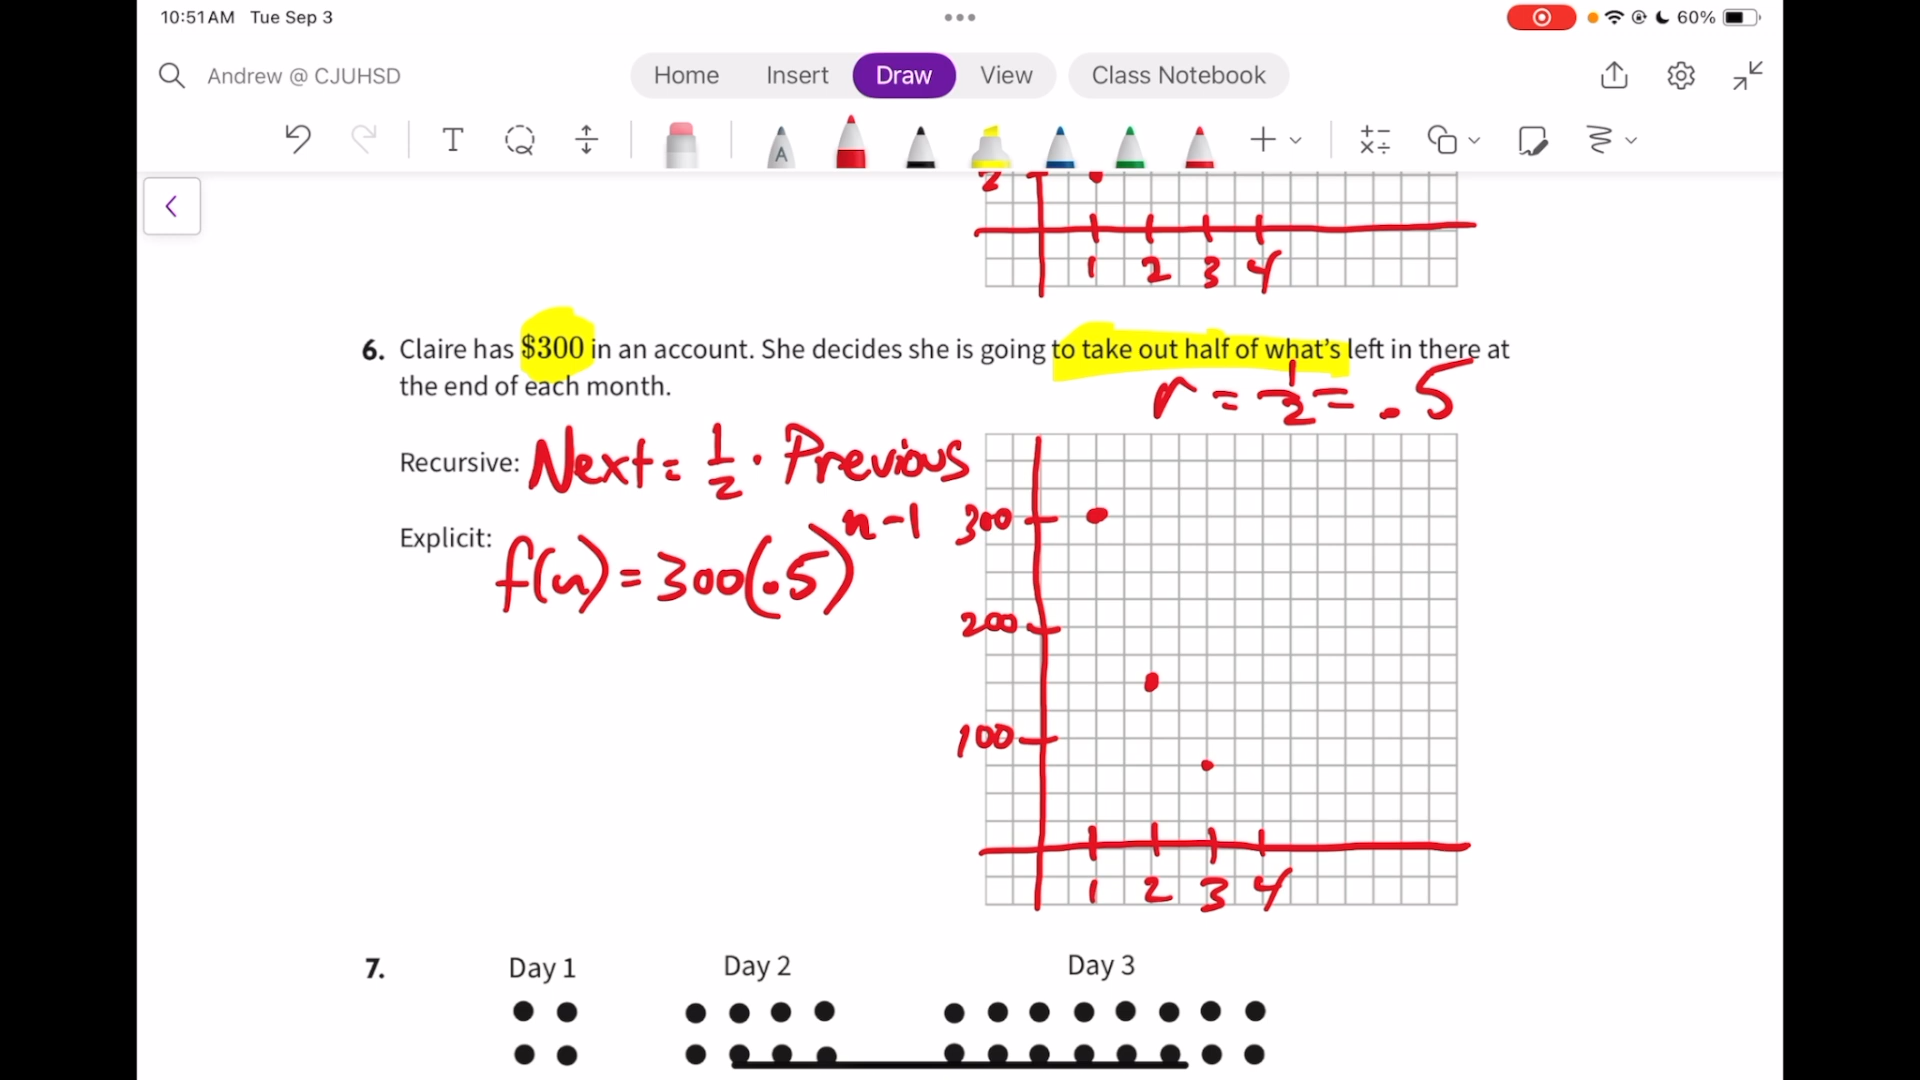 10:51AM Tue Sep 3
60%
Andrew @ CJUHSD
Home Insert Draw View Class Notebook
T
A
2
1 2 3 4
6. Claire has $300 in an account. She decides she is going to take out half of what's left in there at
the end of each month.
r = 1/2 = .5
Recursive: Next = 1/2 · Previous
Explicit: f(n) = 300(.5)^{n-1}
300
200
100
1 2 3 4
7. Day 1 Day 2 Day 3